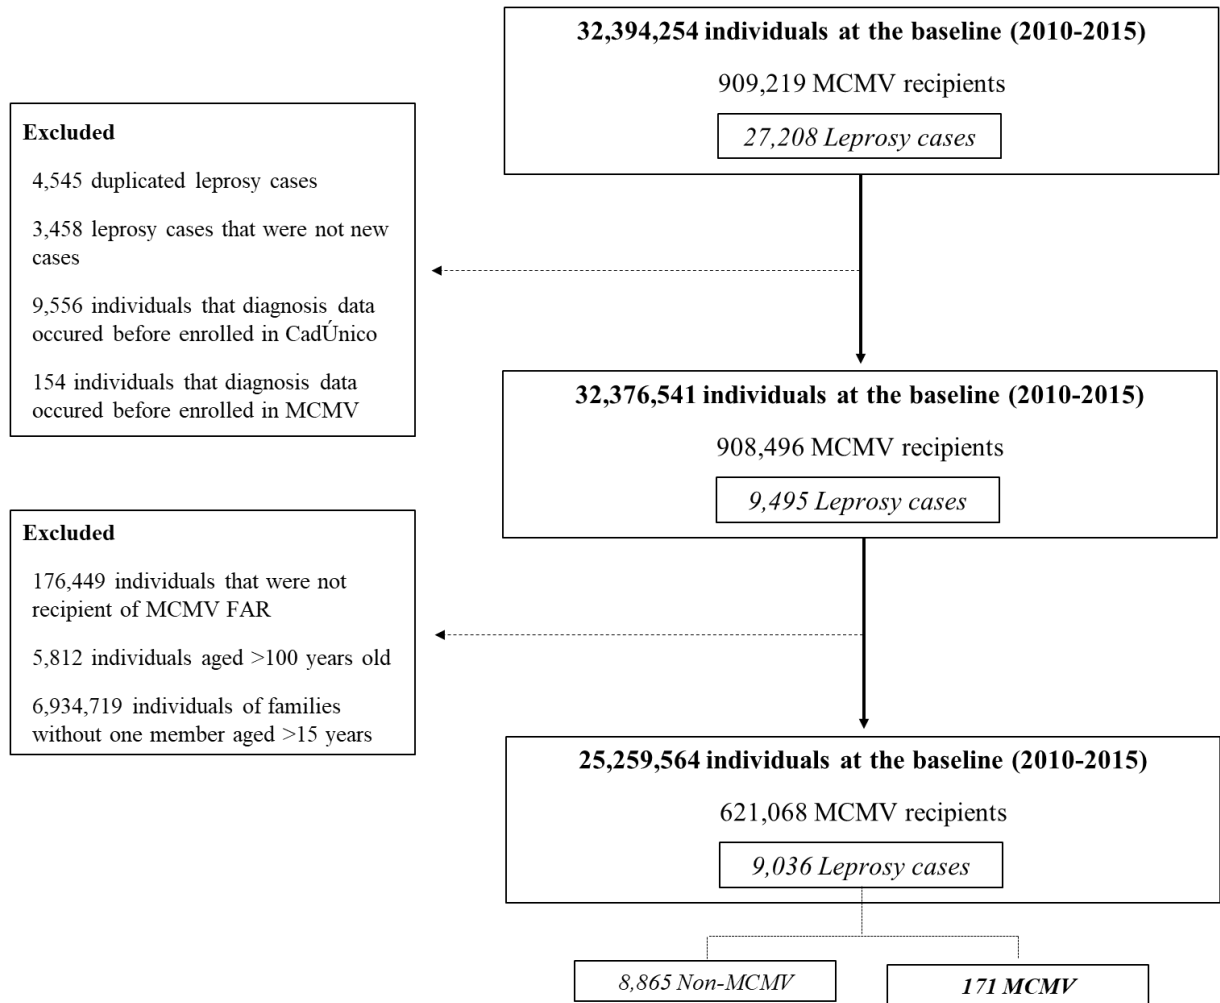 32,394,254 individuals at the baseline (2010-2015)
909,219 MCMV recipients
27,208 Leprosy cases
Excluded
4,545 duplicated leprosy cases
3,458 leprosy cases that were not new
cases
9,556 individuals that diagnosis data
occured before enrolled in CadÚnico
154 individuals that diagnosis data
occured before enrolled in MCMV
32,376,541 individuals at the baseline (2010-2015)
908,496 MCMV recipients
9,495 Leprosy cases
Excluded
176,449 individuals that were not
recipient of MCMV FAR
5,812 individuals aged >100 years old
6,934,719 individuals of families
without one member aged >15 years
25,259,564 individuals at the baseline (2010-2015)
621,068 MCMV recipients
9,036 Leprosy cases
8,865 Non-MCMV
171 MCMV